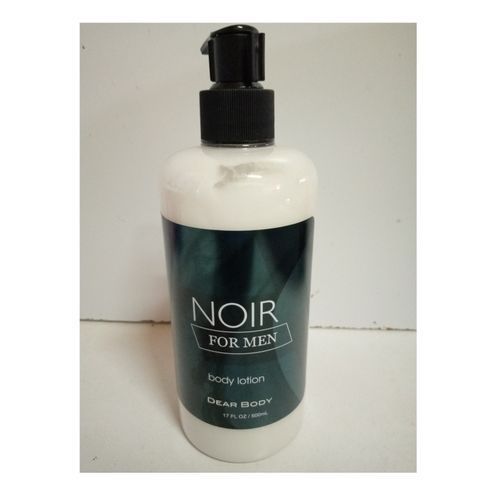 NOIR
FOR MEN
body lotion
DEAR BODY
17 FL OZ / 500mL